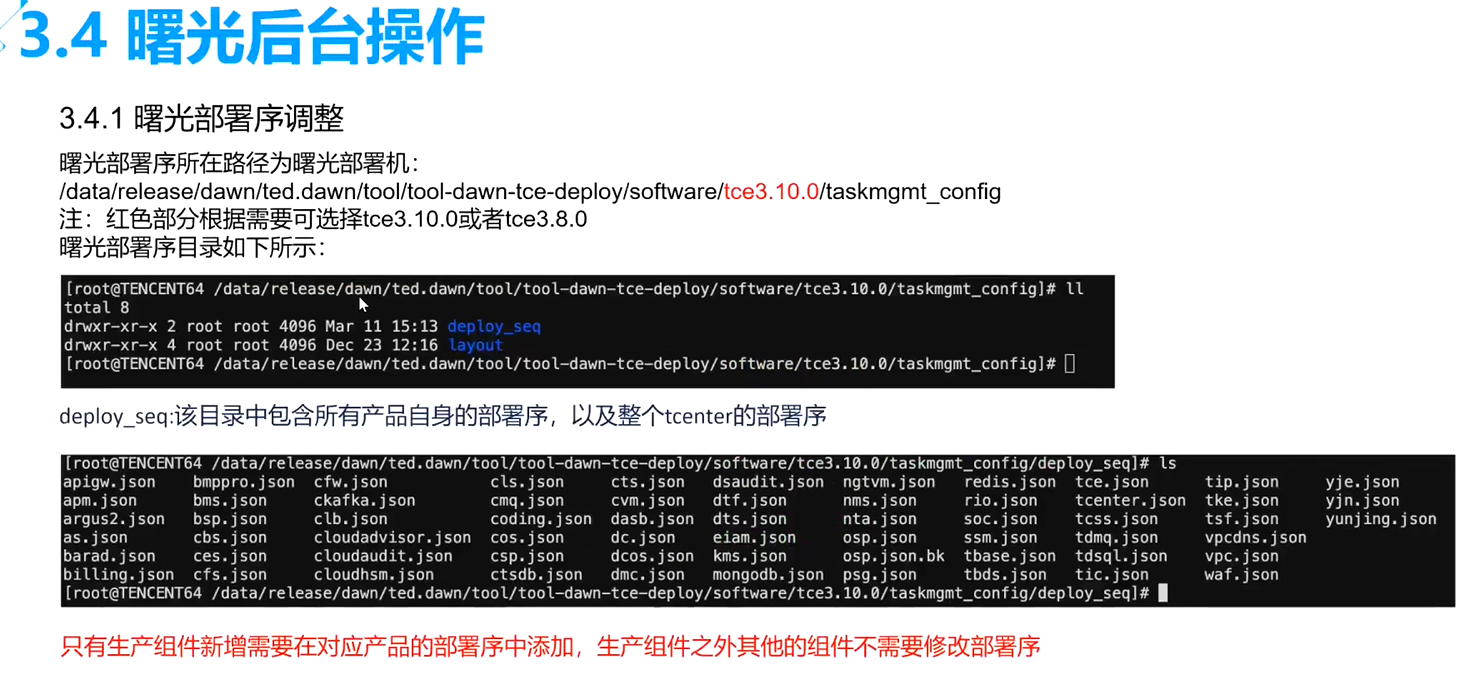 3.4 曙光后台操作
3.4.1 曙光部署序调整
曙光部署序所在路径为曙光部署机：
/data/release/dawn/ted.dawn/tool/tool-dawn-tce-deploy/software/tce3.10.0/taskmgmt_config
注：红色部分根据需要可选择tce3.10.0或者tce3.8.0
曙光部署序目录如下所示：
[root@TENCENT64 /data/release/dawn/ted.dawn/tool/tool-dawn-tce-deploy/software/tce3.10.0/taskmgmt_config]# ll
total 8
drwxr-xr-x 2 root root 4096 Mar 11 15:13 deploy_seq
drwxr-xr-x 4 root root 4096 Dec 23 12:16 layout
[root@TENCENT64 /data/release/dawn/ted.dawn/tool/tool-dawn-tce-deploy/software/tce3.10.0/taskmgmt_config]#
deploy_seq:该目录中包含所有产品自身的部署序，以及整个tcenter的部署序
[root@TENCENT64 /data/release/dawn/ted.dawn/tool/tool-dawn-tce-deploy/software/tce3.10.0/taskmgmt_config/deploy_seq]# ls
apigw.json bmppro.json cfw.json cls.json cts.json dsaudit.json ngtvm.json redis.json tce.json tip.json yje.json
apm.json bms.json ckafka.json cmq.json cvm.json dtf.json nms.json rio.json tcenter.json tke.json yjn.json
argus2.json bsp.json clb.json coding.json dasb.json dts.json nta.json soc.json tcss.json tsf.json yunjing.json
as.json cbs.json cloudadvisor.json cos.json dc.json eiam.json osp.json ssm.json tdmq.json vpcdns.json
barad.json ces.json cloudaudit.json csp.json dcos.json kms.json osp.json.bk tbase.json tdsql.json vpc.json
billing.json cfs.json cloudhsm.json ctsdb.json dmc.json mongodb.json psg.json tbds.json tic.json waf.json
[root@TENCENT64 /data/release/dawn/ted.dawn/tool/tool-dawn-tce-deploy/software/tce3.10.0/taskmgmt_config/deploy_seq]#
只有生产组件新增需要在对应产品的部署序中添加，生产组件之外其他的组件不需要修改部署序